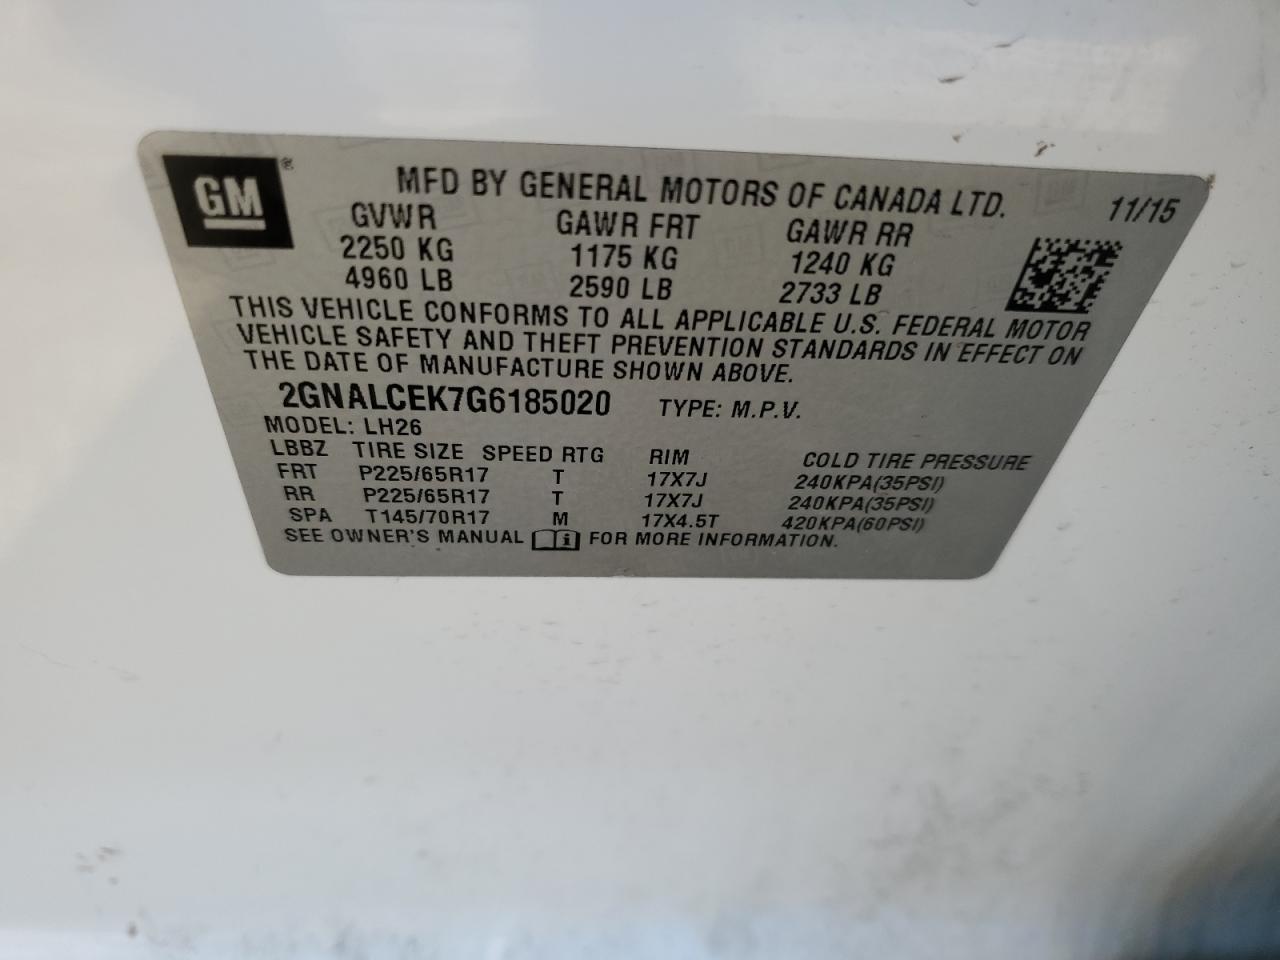 GM®
MFD BY GENERAL MOTORS OF CANADA LTD. 11/15
GVWR GAWR FRT GAWR RR
2250 KG 1175 KG 1240 KG
4960 LB 2590 LB 2733 LB
THIS VEHICLE CONFORMS TO ALL APPLICABLE U.S. FEDERAL MOTOR
VEHICLE SAFETY AND THEFT PREVENTION STANDARDS IN EFFECT ON
THE DATE OF MANUFACTURE SHOWN ABOVE.
2GNALCEK7G6185020 TYPE: M.P.V.
MODEL: LH26
LBBZ TIRE SIZE SPEED RTG RIM COLD TIRE PRESSURE
FRT P225/65R17 T 17X7J 240KPA(35PSI)
RR P225/65R17 T 17X7J 240KPA(35PSI)
SPA T145/70R17 M 17X4.5T 420KPA(60PSI)
SEE OWNER'S MANUAL i FOR MORE INFORMATION.